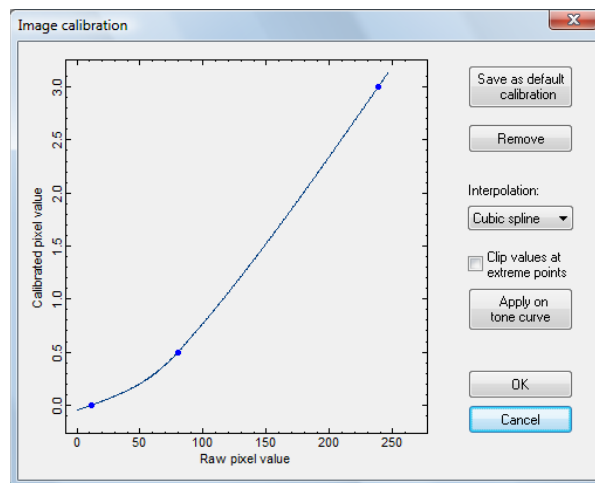 Image calibration
Save as default
calibration
Remove
Interpolation:
Cubic spline
Clip values at
extreme points
Apply on
tone curve
OK
Cancel
Calibrated pixel value
3.0
2.5
2.0
1.5
1.0
0.5
0.0
0 50 100 150 200 250
Raw pixel value